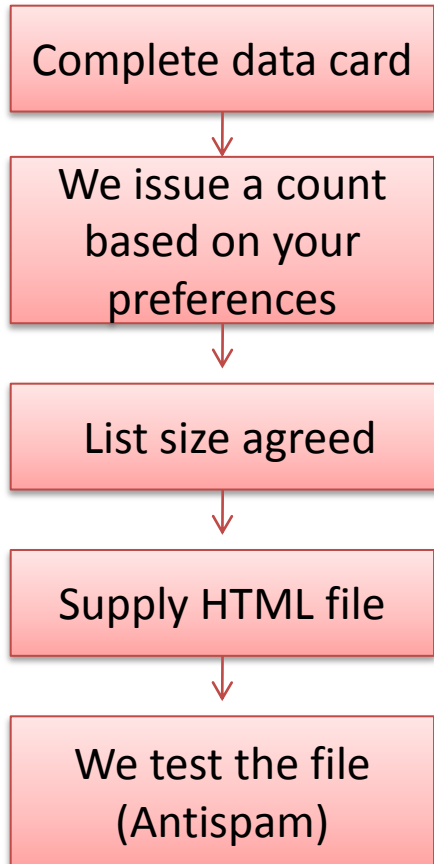 Complete data card
We issue a count
based on your
preferences
List size agreed
Supply HTML file
We test the file
(Antispam)